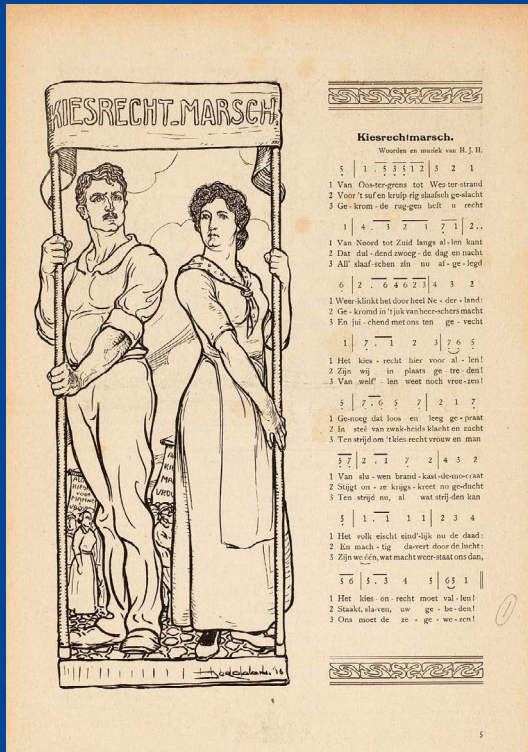 KIESRECHT-MARSCH.
Kiesrechtmarsch.
Woorden en muziek van H. J. H.
5 | 1 . 5 3 5 1 2 | 3 2 1
1 Van Oos-ter-grens tot Wes-ter-strand
2 Voor 't suf en kruip-rig slaafsch ge-slacht
3 Ge-krom-de rug-gen heft u recht
1 | 4 . 3 2 1 7 1 | 2 . .
1 Van Noord tot Zuid langs al-len kant
2 Dat dul-dend zwoeg-de dag en nacht
3 All' slaaf-schen zin nu af-ge-legd
6 | 2 . 6 4 6 2 3 | 4 3 2
1 Weer-klinkt het door heel Ne-der-land:
2 Ge-kromd in 't juk van heer-schers macht
3 En jui-chend met ons ten ge-vecht
1 | 7 . 1 2 3 | 7 6 5
1 Het kies-recht hier voor al-len!
2 Zijn wij in plaats ge-tre-den!
3 Van weif'-len weet noch vree-zen!
5 | 7 . 6 5 7 | 2 1 7
1 Ge-noeg dat loos en leeg ge-praat
2 In steê van zwak-heids klacht en zucht
3 Ten strijd om 't kies-recht vrouw en man
5 7 | 2 . 1 7 2 | 4 3 2
1 Van slu-wen brand-kast-de-mo-craat
2 Stijgt on-ze krijgs-kreet nu geducht
3 Ten strijd nu, al wat strij-den kan
5 | 1 . 1 1 1 | 2 3 4
1 Het volk eischt eind'-lijk nu de daad:
2 En mach-tig da-vert door de lucht:
3 Zijn we één, wat macht weer-staat ons dan,
5 6 | 5 . 3 4 5 | 6 5 1 ||
1 Het kies-on-recht moet val-len!
2 Staakt, sla-ven, uw ge-be-den!
3 Ons moet de ze-ge-we-zen!
KIES
VOOR
MANNEN
VROU
KIE
MA
VROU
5